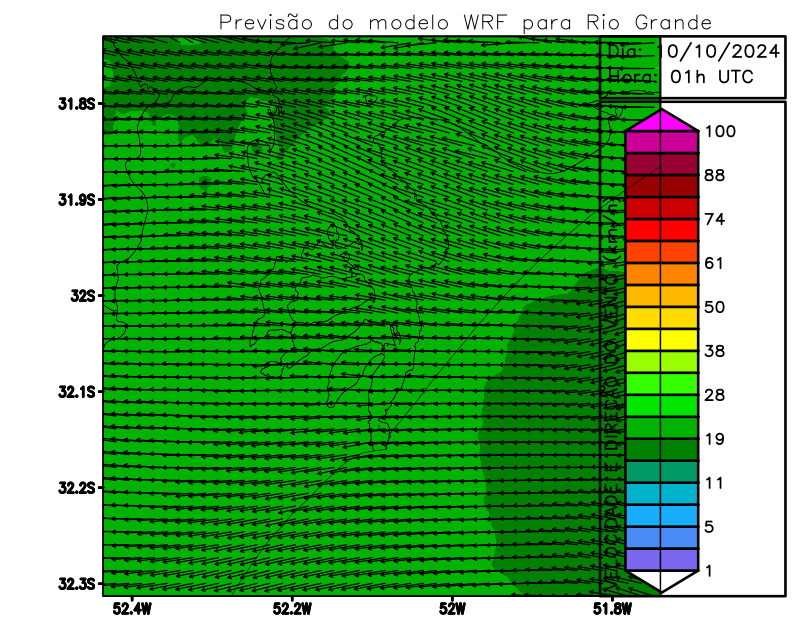 Previsão do modelo WRF para Rio Grande
Dia: 10/10/2024
Hora: 01h UTC
VELOCIDADE E DIREÇÃO DO VENTO (km/h)
100
88
74
61
50
38
28
19
11
5
1
31.8S
31.9S
32S
32.1S
32.2S
32.3S
52.4W
52.2W
52W
51.8W